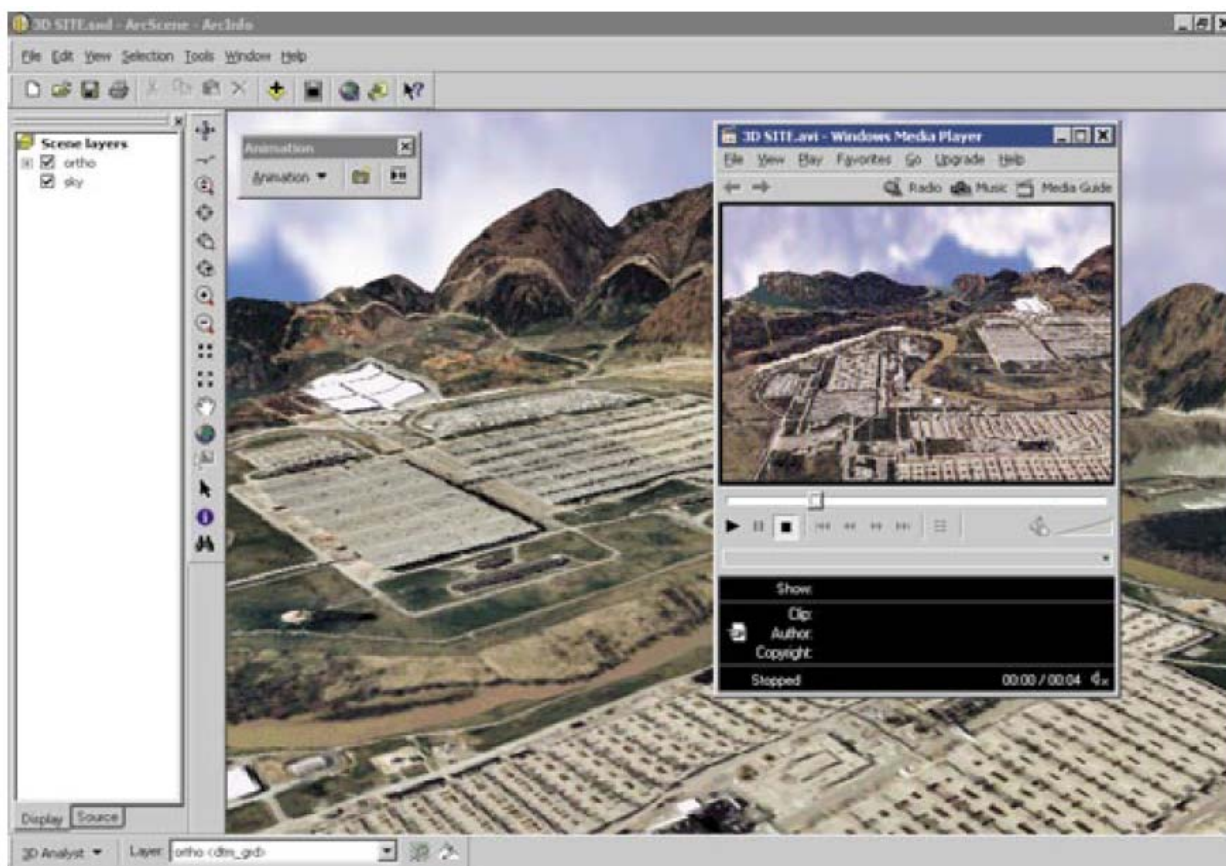 3D SITE.sxd - ArcScene - ArcInfo
File Edit View Selection Tools Window Help
Scene layers
ortho
sky
Animation
Animation
3D SITE.avi - Windows Media Player
File View Play Favorites Go Upgrade Help
Radio Music Media Guide
Show:
Clip:
Author:
Copyright:
Stopped 00:00 / 00:04
Display Source
3D Analyst Layer: ortho <dtm_grd>